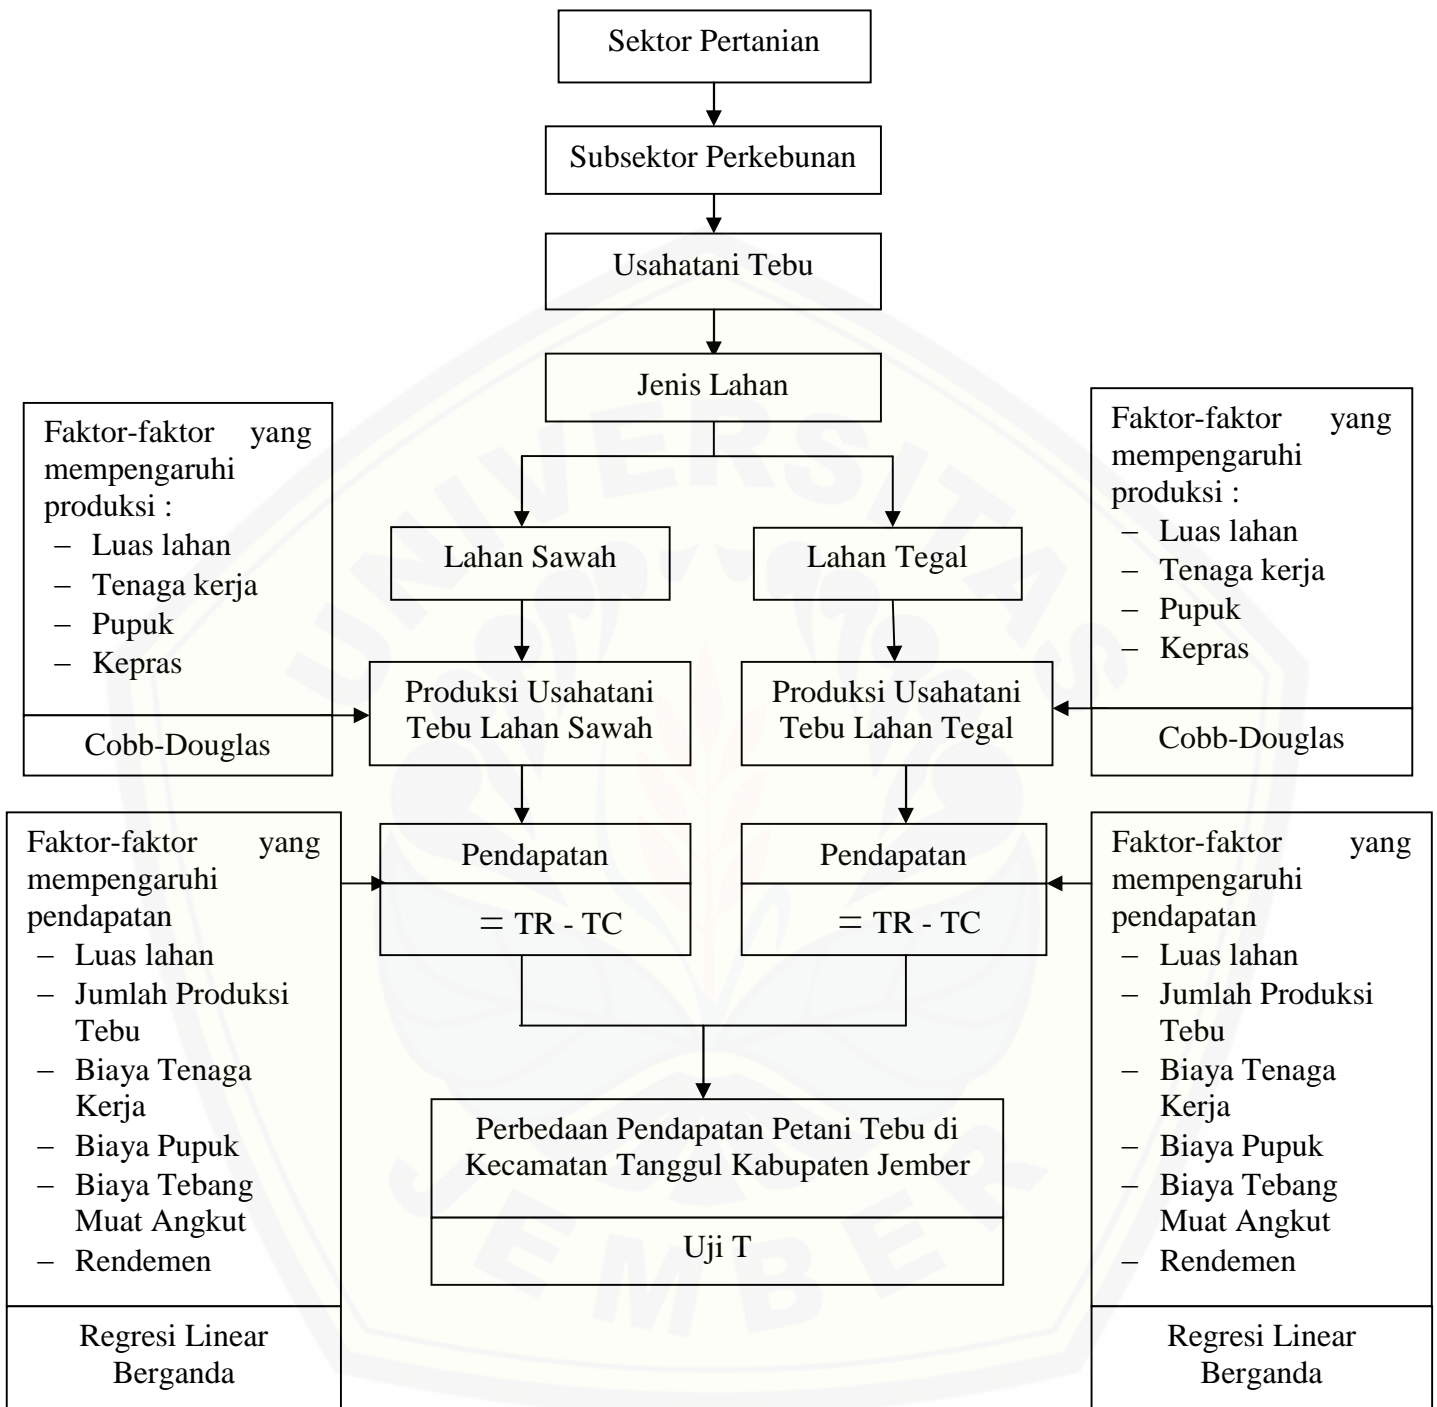 Sektor Pertanian
Subsektor Perkebunan
Usahatani Tebu
Jenis Lahan
Faktor-faktor yang
mempengaruhi
produksi :
– Luas lahan
– Tenaga kerja
– Pupuk
– Kepras
Cobb-Douglas
Lahan Sawah
Lahan Tegal
Faktor-faktor yang
mempengaruhi
produksi :
– Luas lahan
– Tenaga kerja
– Pupuk
– Kepras
Cobb-Douglas
Produksi Usahatani
Tebu Lahan Sawah
Produksi Usahatani
Tebu Lahan Tegal
Faktor-faktor yang
mempengaruhi
pendapatan
– Luas lahan
– Jumlah Produksi
Tebu
– Biaya Tenaga
Kerja
– Biaya Pupuk
– Biaya Tebang
Muat Angkut
– Rendemen
Regresi Linear
Berganda
Pendapatan
= TR - TC
Pendapatan
= TR - TC
Faktor-faktor yang
mempengaruhi
pendapatan
– Luas lahan
– Jumlah Produksi
Tebu
– Biaya Tenaga
Kerja
– Biaya Pupuk
– Biaya Tebang
Muat Angkut
– Rendemen
Regresi Linear
Berganda
Perbedaan Pendapatan Petani Tebu di
Kecamatan Tanggul Kabupaten Jember
Uji T
UNIVERSITAS
JEMBER